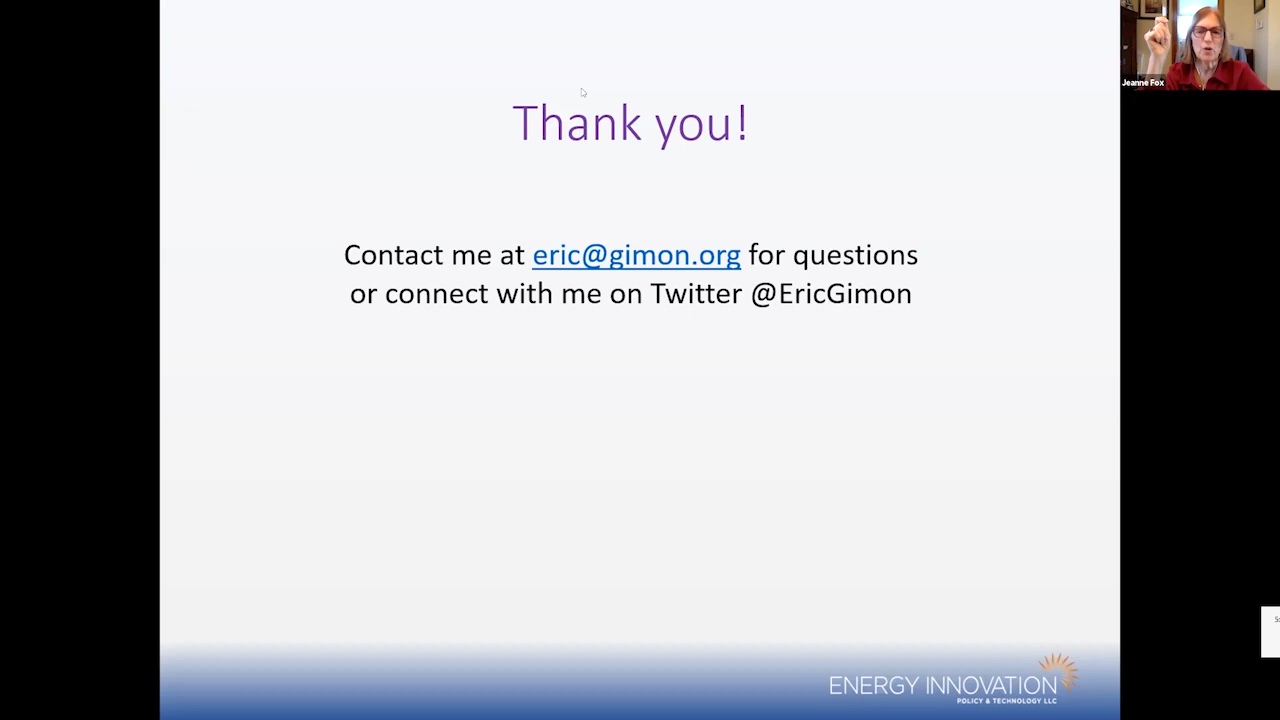 Jeanne Fox
Thank you!
Contact me at eric@gimon.org for questions
or connect with me on Twitter @EricGimon
ENERGY INNOVATION
POLICY & TECHNOLOGY LLC